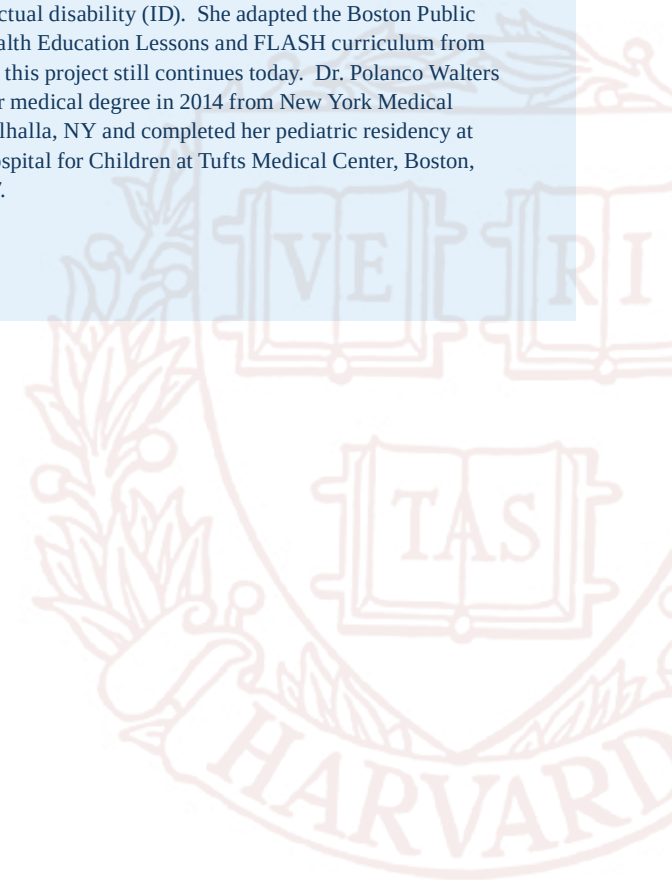 ctual disability (ID).  She adapted the Boston Public
alth Education Lessons and FLASH curriculum from
this project still continues today.  Dr. Polanco Walters
r medical degree in 2014 from New York Medical
lhalla, NY and completed her pediatric residency at
ospital for Children at Tufts Medical Center, Boston,
VE RI
TAS
HARVARD